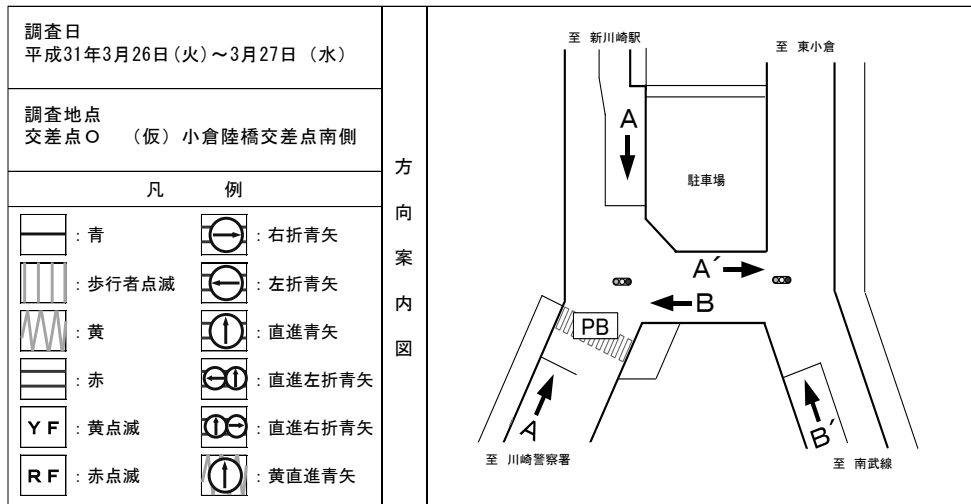 調査日
平成31年3月26日(火)～3月27日 (水)
調査地点
交差点O （仮）小倉陸橋交差点南側
凡 例
：青
：右折青矢
：歩行者点滅
：左折青矢
：黄
：直進青矢
：赤
：直進左折青矢
YF ：黄点滅
：直進右折青矢
RF ：赤点滅
：黄直進青矢
方向案内図
至 新川崎駅
至 東小倉
A
駐車場
A´
B
PB
A
B´
至 川崎警察署
至 南武線